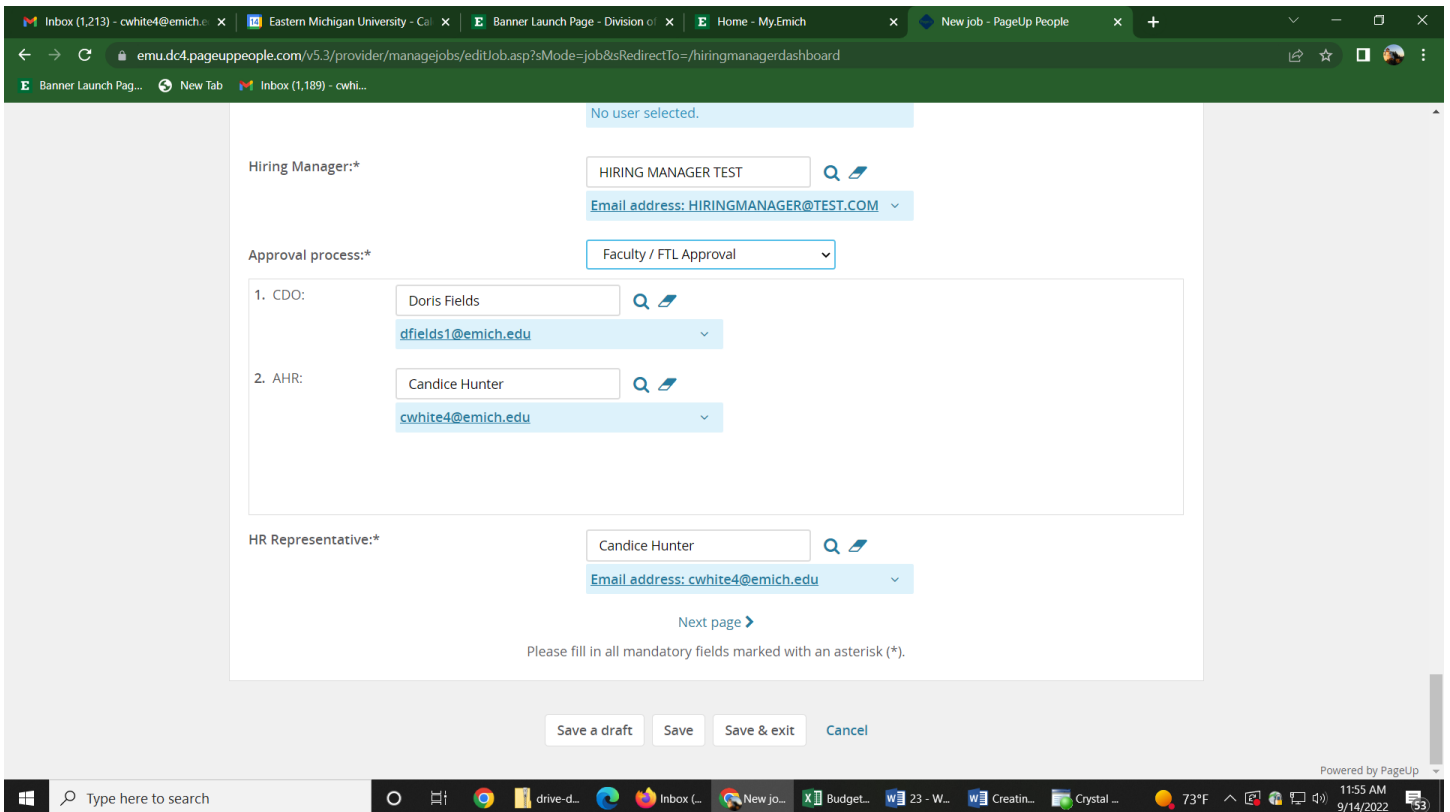 Inbox (1,213) - cwhite4@emich.e
Eastern Michigan University - Cal
Banner Launch Page - Division of
Home - My.Emich
New job - PageUp People
emu.dc4.pageuppeople.com/v5.3/provider/managejobs/editJob.asp?sMode=job&sRedirectTo=/hiringmanagerdashboard
Banner Launch Pag... New Tab Inbox (1,189) - cwhi...
No user selected.
Hiring Manager:*
HIRING MANAGER TEST
Email address: HIRINGMANAGER@TEST.COM
Approval process:*
Faculty / FTL Approval
1. CDO:
Doris Fields
dfields1@emich.edu
2. AHR:
Candice Hunter
cwhite4@emich.edu
HR Representative:*
Candice Hunter
Email address: cwhite4@emich.edu
Next page
Please fill in all mandatory fields marked with an asterisk (*).
Save a draft Save Save & exit Cancel
Powered by PageUp
Type here to search
drive-d...
Inbox (...
New jo...
Budget...
23 - W...
Creatin...
Crystal ...
73°F
11:55 AM
9/14/2022
53